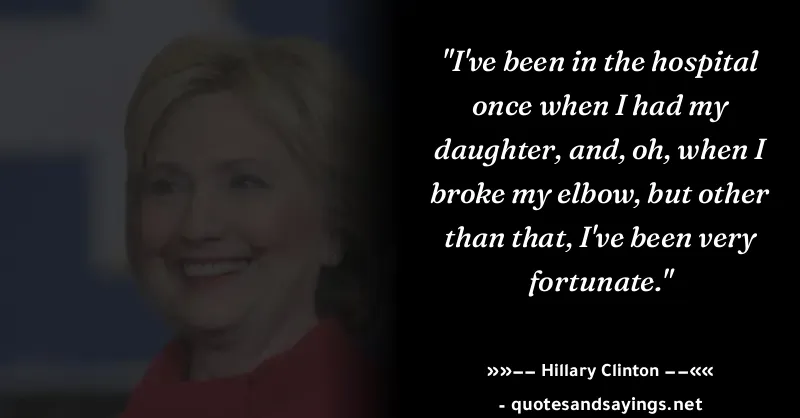 "I've been in the hospital
once when I had my
daughter, and, oh, when I
broke my elbow, but other
than that, I've been very
fortunate."
»»−− Hillary Clinton −−««
- quotesandsayings.net